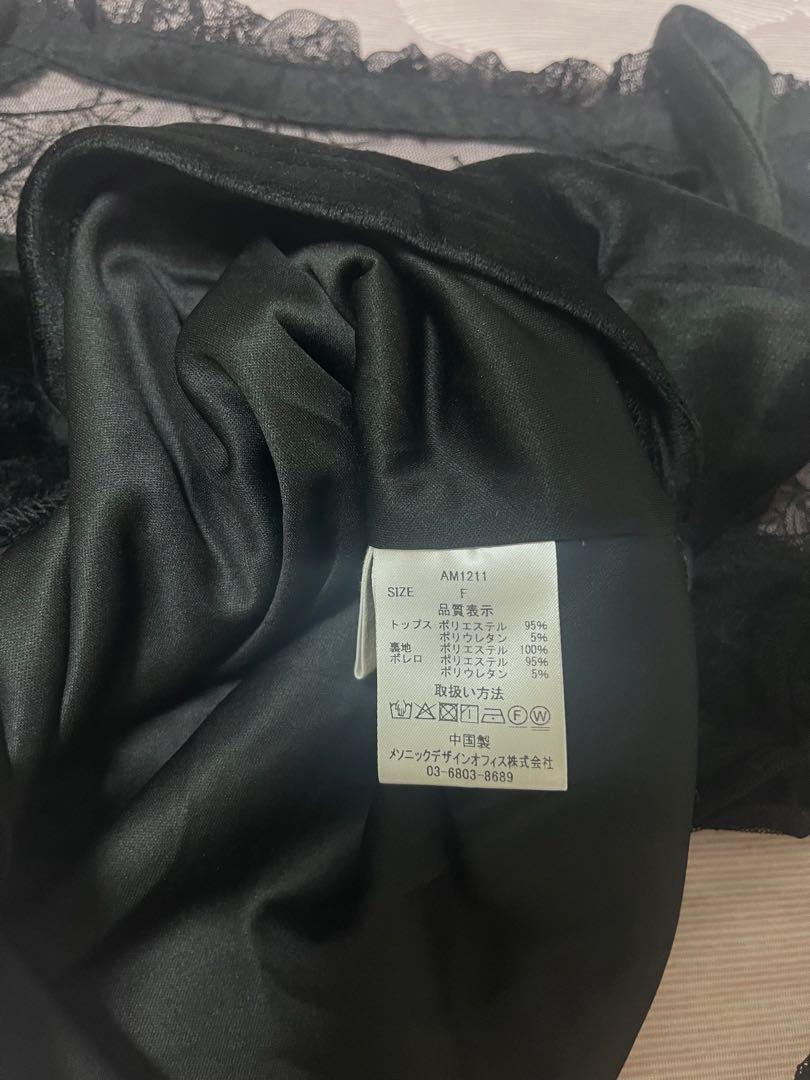 AM1211
SIZE F
品質表示
トップス ポリエステル 95%
ポリウレタン 5%
裏地 ポリエステル 100%
ボレロ ポリエステル 95%
ポリウレタン 5%
取扱い方法
F W
中国製
メソニックデザインオフィス株式会社
03-6803-8689